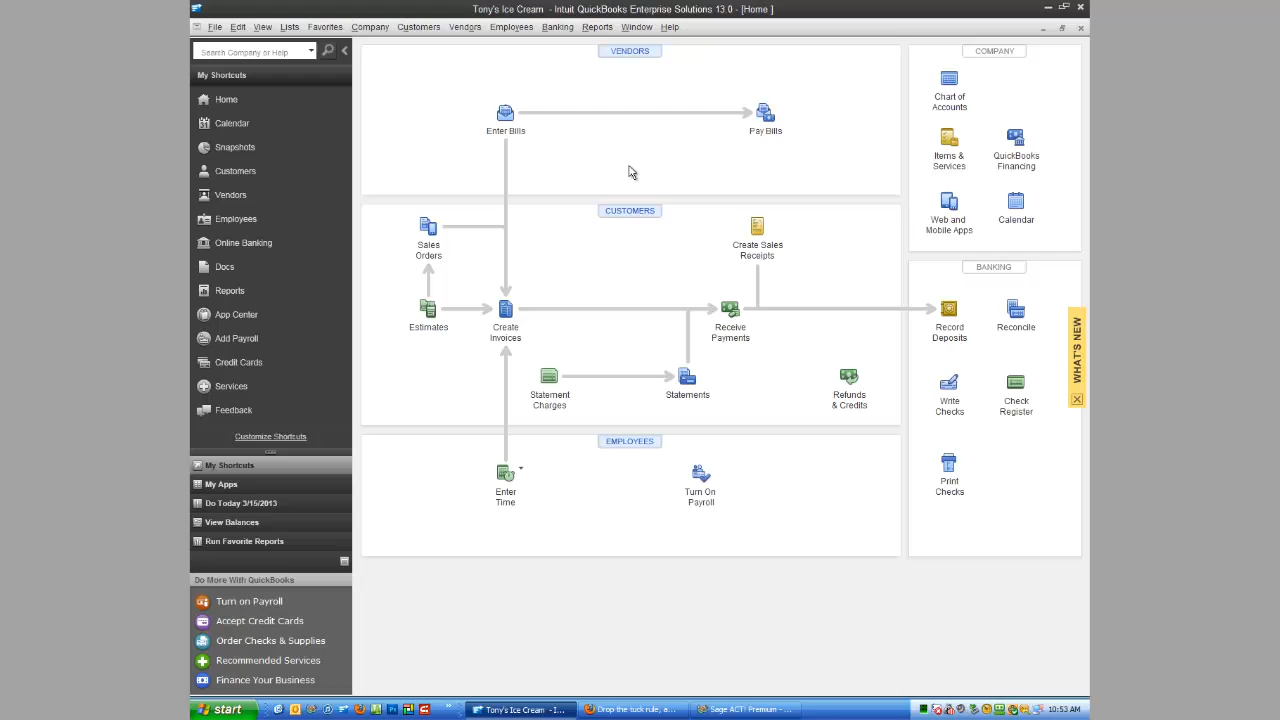 Tony's Ice Cream - Intuit QuickBooks Enterprise Solutions 13.0 - [Home ]
File Edit View Lists Favorites Company Customers Vendors Employees Banking Reports Window Help
Search Company or Help
My Shortcuts
Home
Calendar
Snapshots
Customers
Vendors
Employees
Online Banking
Docs
Reports
App Center
Add Payroll
Credit Cards
Services
Feedback
Customize Shortcuts
My Shortcuts
My Apps
Do Today 3/15/2013
View Balances
Run Favorite Reports
Do More With QuickBooks
Turn on Payroll
Accept Credit Cards
Order Checks & Supplies
Recommended Services
Finance Your Business
VENDORS
Enter Bills
Pay Bills
CUSTOMERS
Sales
Orders
Create Sales
Receipts
Estimates
Create
Invoices
Receive
Payments
Statement
Charges
Statements
Refunds
& Credits
EMPLOYEES
Enter
Time
Turn On
Payroll
COMPANY
Chart of
Accounts
Items &
Services
QuickBooks
Financing
Web and
Mobile Apps
Calendar
BANKING
Record
Deposits
Reconcile
Write
Checks
Check
Register
Print
Checks
WHAT'S NEW
start
Tony's Ice Cream - I...
Drop the tuck rule, a...
Sage ACT! Premium - ...
10:53 AM